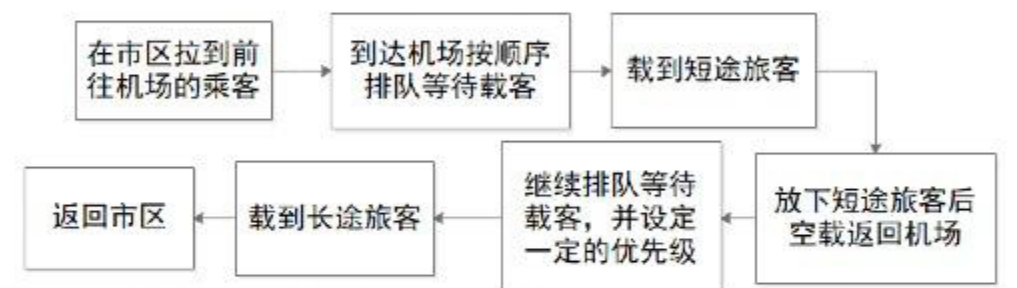 在市区拉到前
往机场的乘客
到达机场按顺序
排队等待载客
载到短途旅客
放下短途旅客后
空载返回机场
继续排队等待
载客，并设定
一定的优先级
载到长途旅客
返回市区